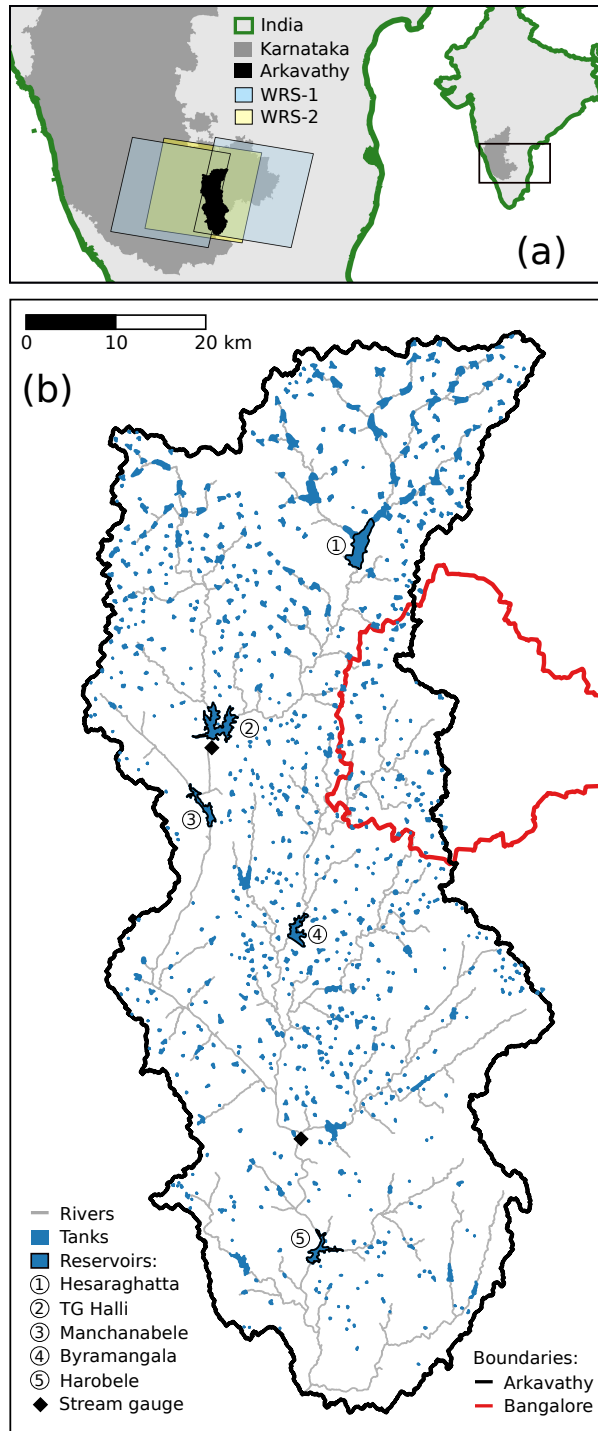 India
Karnataka
Arkavathy
WRS-1
WRS-2
(a)
0 10 20 km
(b)
1
2
3
4
5
Rivers
Tanks
Reservoirs:
1 Hesaraghatta
2 TG Halli
3 Manchanabele
4 Byramangala
5 Harobele
Stream gauge
Boundaries:
Arkavathy
Bangalore